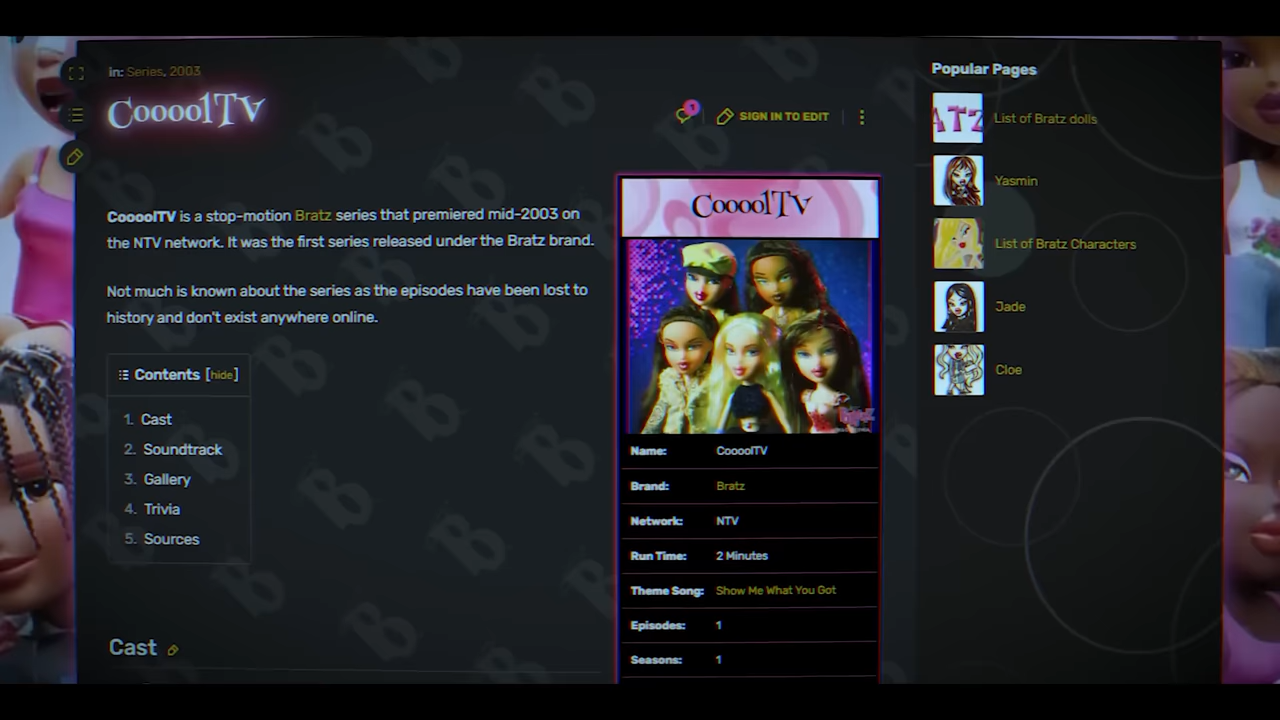 in: Series, 2003
CoooolTV
1
SIGN IN TO EDIT
CoooolTV is a stop-motion Bratz series that premiered mid-2003 on
the NTV network. It was the first series released under the Bratz brand.
Not much is known about the series as the episodes have been lost to
history and don't exist anywhere online.
Contents [hide]
1. Cast
2. Soundtrack
3. Gallery
4. Trivia
5. Sources
Cast
CoooolTV
Name: CoooolTV
Brand: Bratz
Network: NTV
Run Time: 2 Minutes
Theme Song: Show Me What You Got
Episodes: 1
Seasons: 1
Popular Pages
List of Bratz dolls
Yasmin
List of Bratz Characters
Jade
Cloe